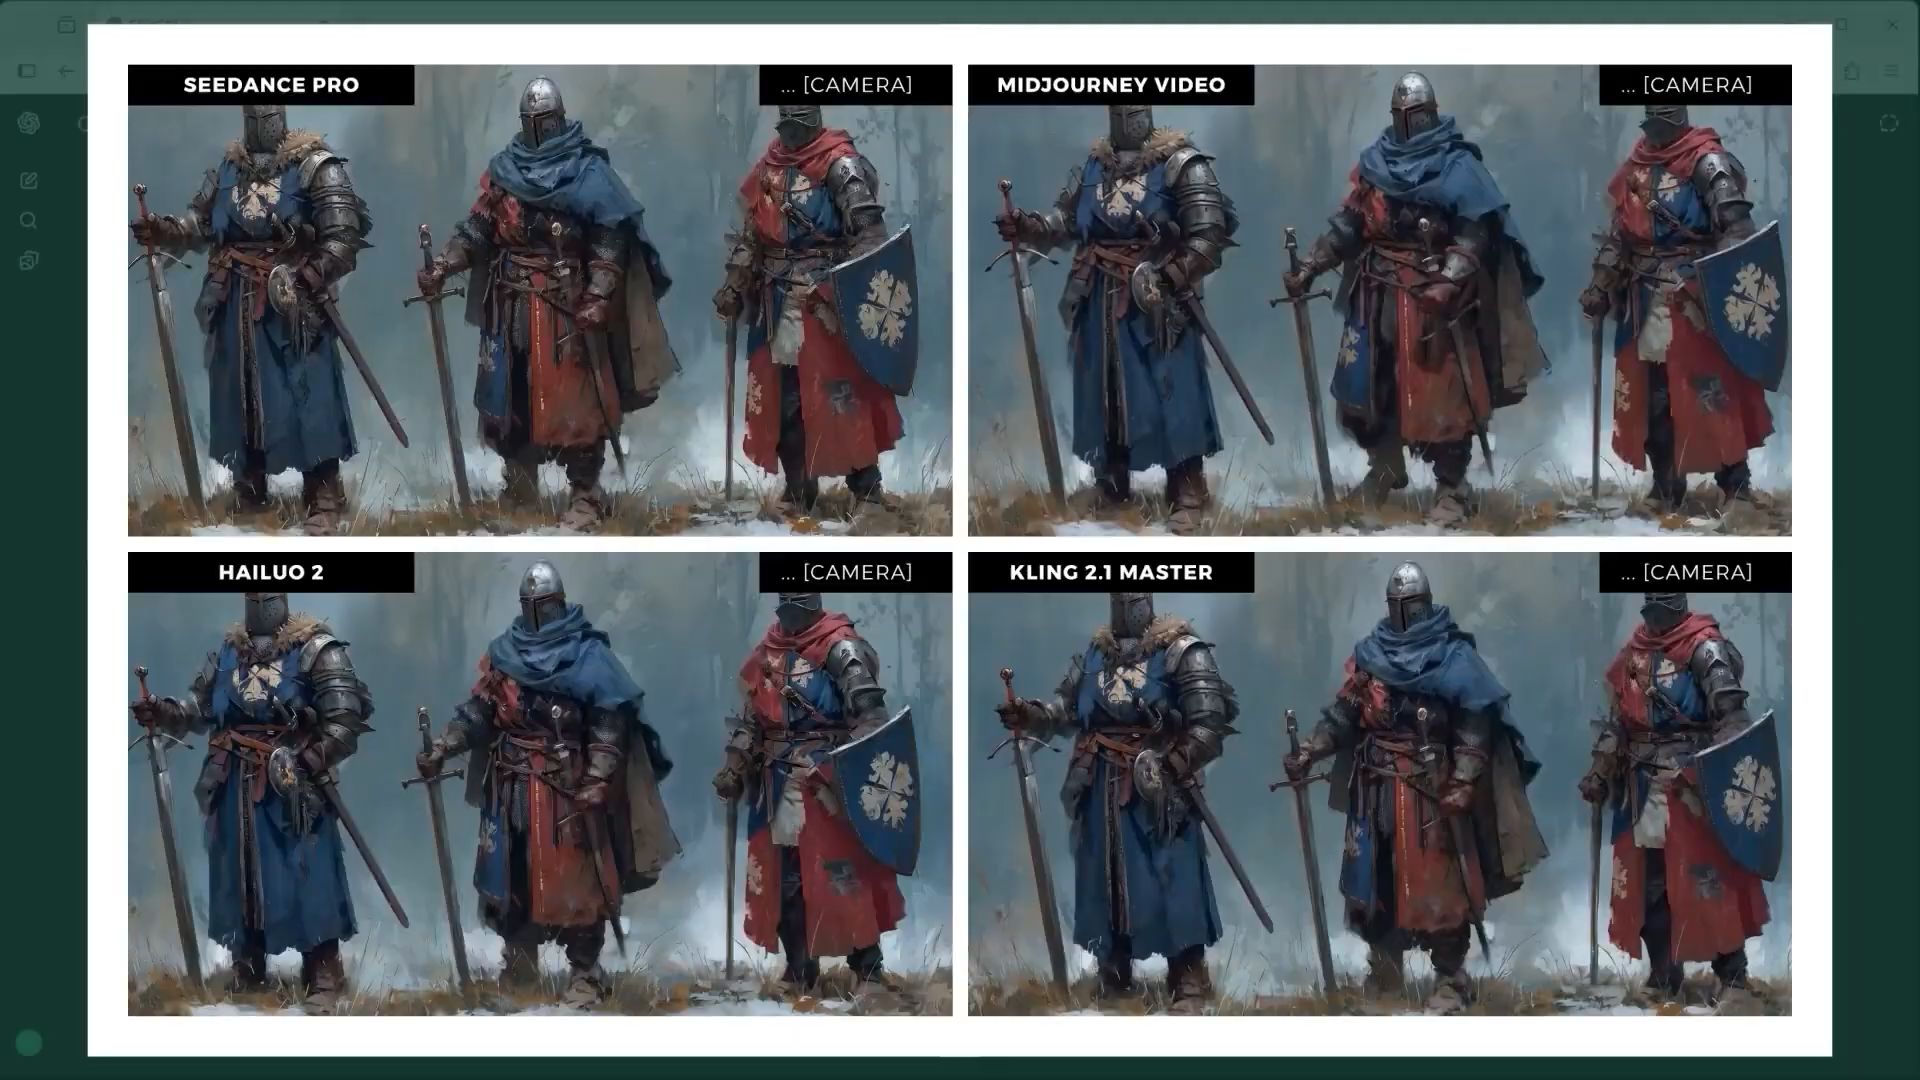 SEEDANCE PRO
... [CAMERA]
MIDJOURNEY VIDEO
... [CAMERA]
HAILUO 2
... [CAMERA]
KLING 2.1 MASTER
... [CAMERA]